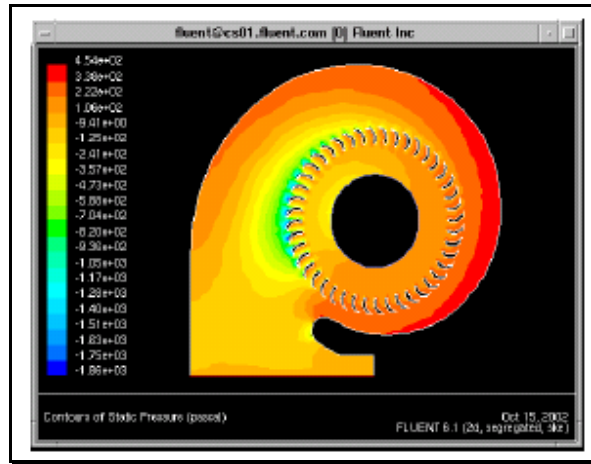 fluent@cs01.fluent.com [0] Fluent Inc
4.54e+02
3.38e+02
2.22e+02
1.06e+02
-9.41e+00
-1.25e+02
-2.41e+02
-3.57e+02
-4.73e+02
-5.88e+02
-7.04e+02
-8.20e+02
-9.36e+02
-1.05e+03
-1.17e+03
-1.28e+03
-1.40e+03
-1.51e+03
-1.63e+03
-1.75e+03
-1.86e+03
Contours of Static Pressure (pascal)
Oct 15, 2002
FLUENT 6.1 (2d, segregated, ske)